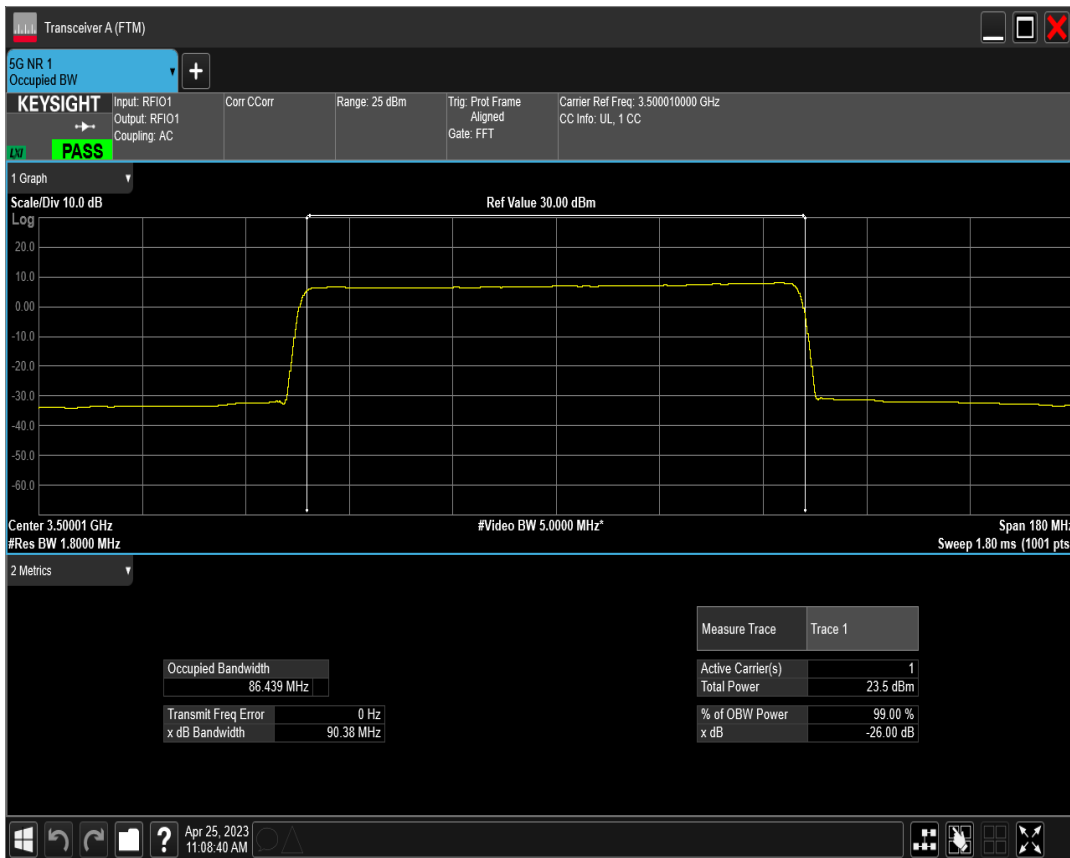 Transceiver A (FTM)
5G NR 1
Occupied BW
+
KEYSIGHT
LXI
PASS
Input: RFIO1
Output: RFIO1
Coupling: AC
Corr CCorr
Range: 25 dBm
Trig: Prot Frame
Aligned
Gate: FFT
Carrier Ref Freq: 3.500010000 GHz
CC Info: UL, 1 CC
1 Graph
Scale/Div 10.0 dB
Ref Value 30.00 dBm
Log
20.0
10.0
0.00
-10.0
-20.0
-30.0
-40.0
-50.0
-60.0
Center 3.50001 GHz
#Video BW 5.0000 MHz*
Span 180 MHz
#Res BW 1.8000 MHz
Sweep 1.80 ms (1001 pts
2 Metrics
Measure Trace Trace 1
Occupied Bandwidth
86.439 MHz
Active Carrier(s) 1
Total Power 23.5 dBm
Transmit Freq Error 0 Hz
x dB Bandwidth 90.38 MHz
% of OBW Power 99.00 %
x dB -26.00 dB
?
Apr 25, 2023
11:08:40 AM